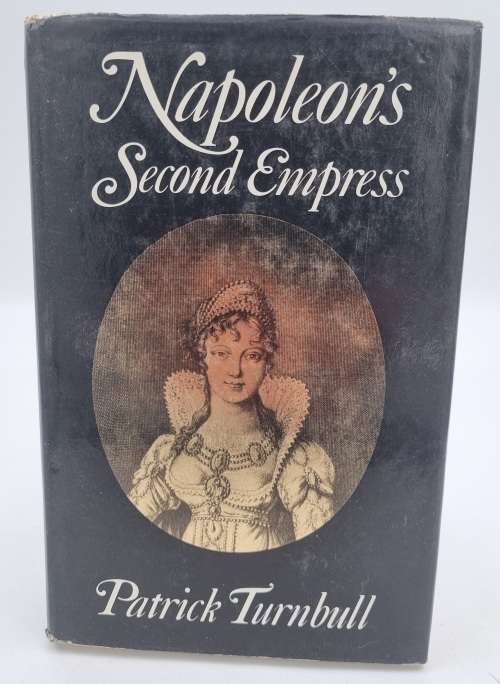 Napoleon's
Second Empress
Patrick Turnbull